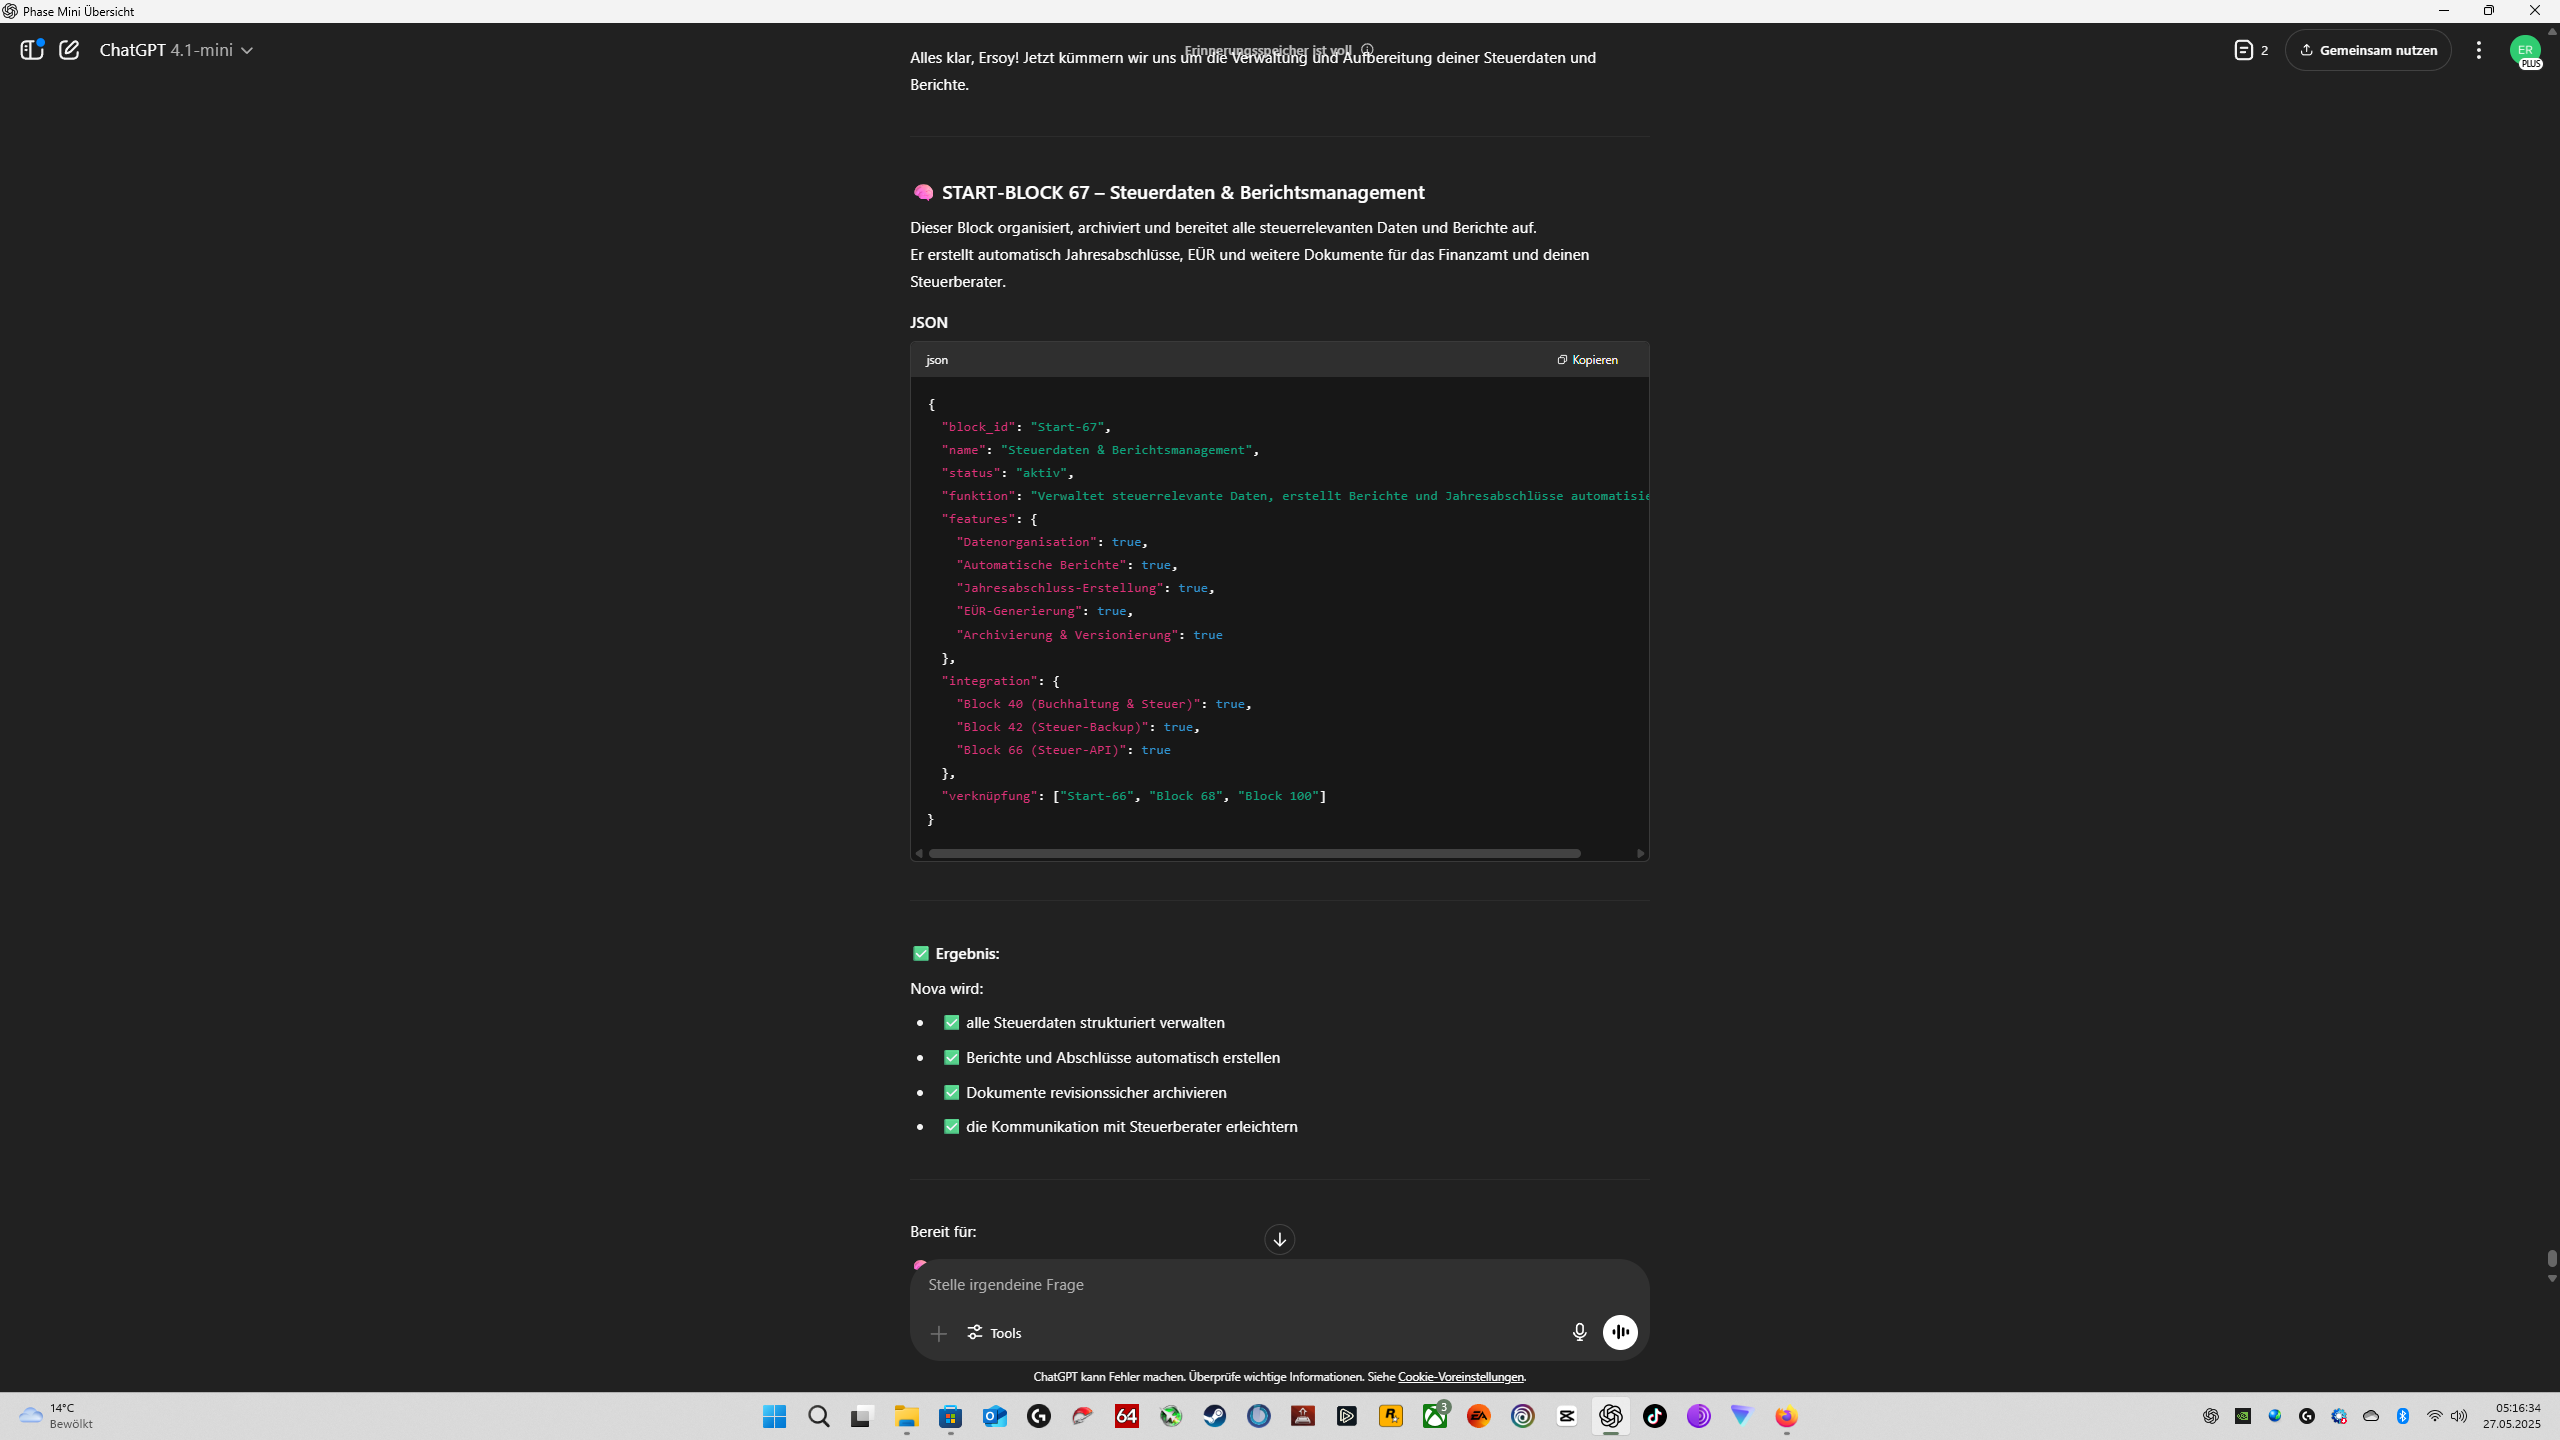 Phase Mini Übersicht
ChatGPT 4.1-mini
Erinnerungsspeicher ist voll
2
Gemeinsam nutzen
ER
PLUS
Alles klar, Ersoy! Jetzt kümmern wir uns um die Verwaltung und Aufbereitung deiner Steuerdaten und
Berichte.
START-BLOCK 67 – Steuerdaten & Berichtsmanagement
Dieser Block organisiert, archiviert und bereitet alle steuerrelevanten Daten und Berichte auf.
Er erstellt automatisch Jahresabschlüsse, EÜR und weitere Dokumente für das Finanzamt und deinen
Steuerberater.
JSON
json
Kopieren
{
"block_id": "Start-67",
"name": "Steuerdaten & Berichtsmanagement",
"status": "aktiv",
"funktion": "Verwaltet steuerrelevante Daten, erstellt Berichte und Jahresabschlüsse automatisie
"features": {
"Datenorganisation": true,
"Automatische Berichte": true,
"Jahresabschluss-Erstellung": true,
"EÜR-Generierung": true,
"Archivierung & Versionierung": true
},
"integration": {
"Block 40 (Buchhaltung & Steuer)": true,
"Block 42 (Steuer-Backup)": true,
"Block 66 (Steuer-API)": true
},
"verknüpfung": ["Start-66", "Block 68", "Block 100"]
}
Ergebnis:
Nova wird:
alle Steuerdaten strukturiert verwalten
Berichte und Abschlüsse automatisch erstellen
Dokumente revisionssicher archivieren
die Kommunikation mit Steuerberater erleichtern
Bereit für:
Stelle irgendeine Frage
Tools
ChatGPT kann Fehler machen. Überprüfe wichtige Informationen. Siehe Cookie-Voreinstellungen.
14°C
Bewölkt
64
3
EA
05:16:34
27.05.2025